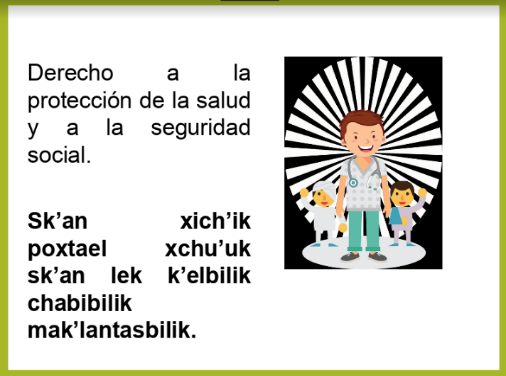 Derecho a la
protección de la salud
y a la seguridad
social.
Sk’an xich’ik
poxtael xchu’uk
sk’an lek k’elbilik
chabibilik
mak’lantasbilik.